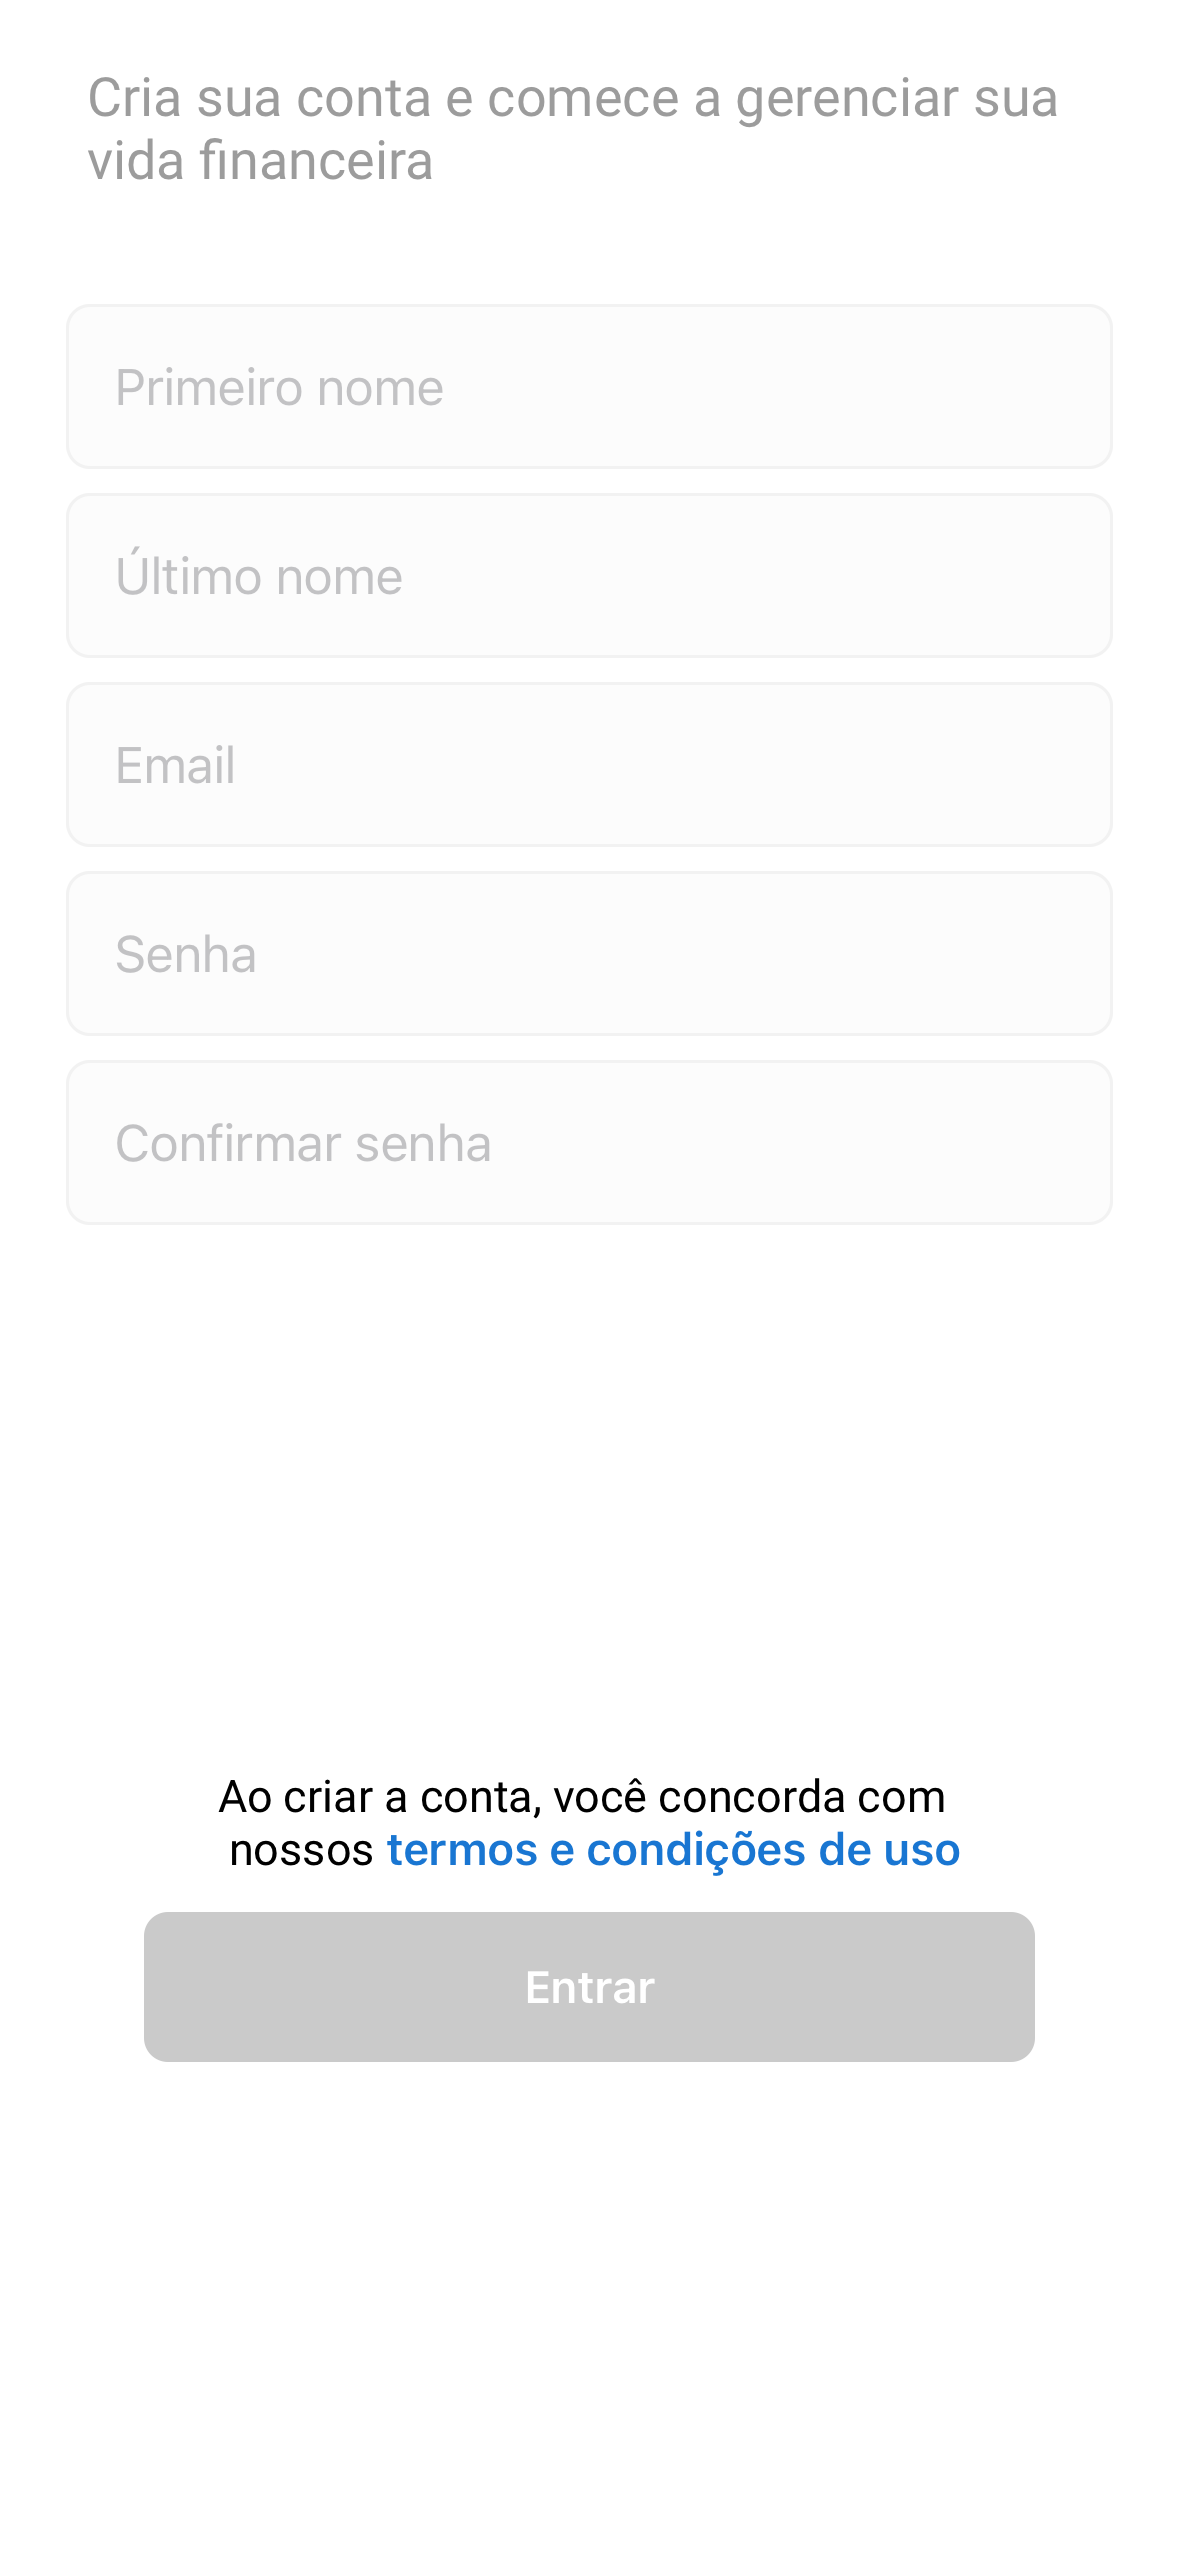 Cria sua conta e comece a gerenciar sua
vida financeira
Primeiro nome
Último nome
Email
Senha
Confirmar senha
Ao criar a conta, você concorda com
nossos termos e condições de uso
Entrar